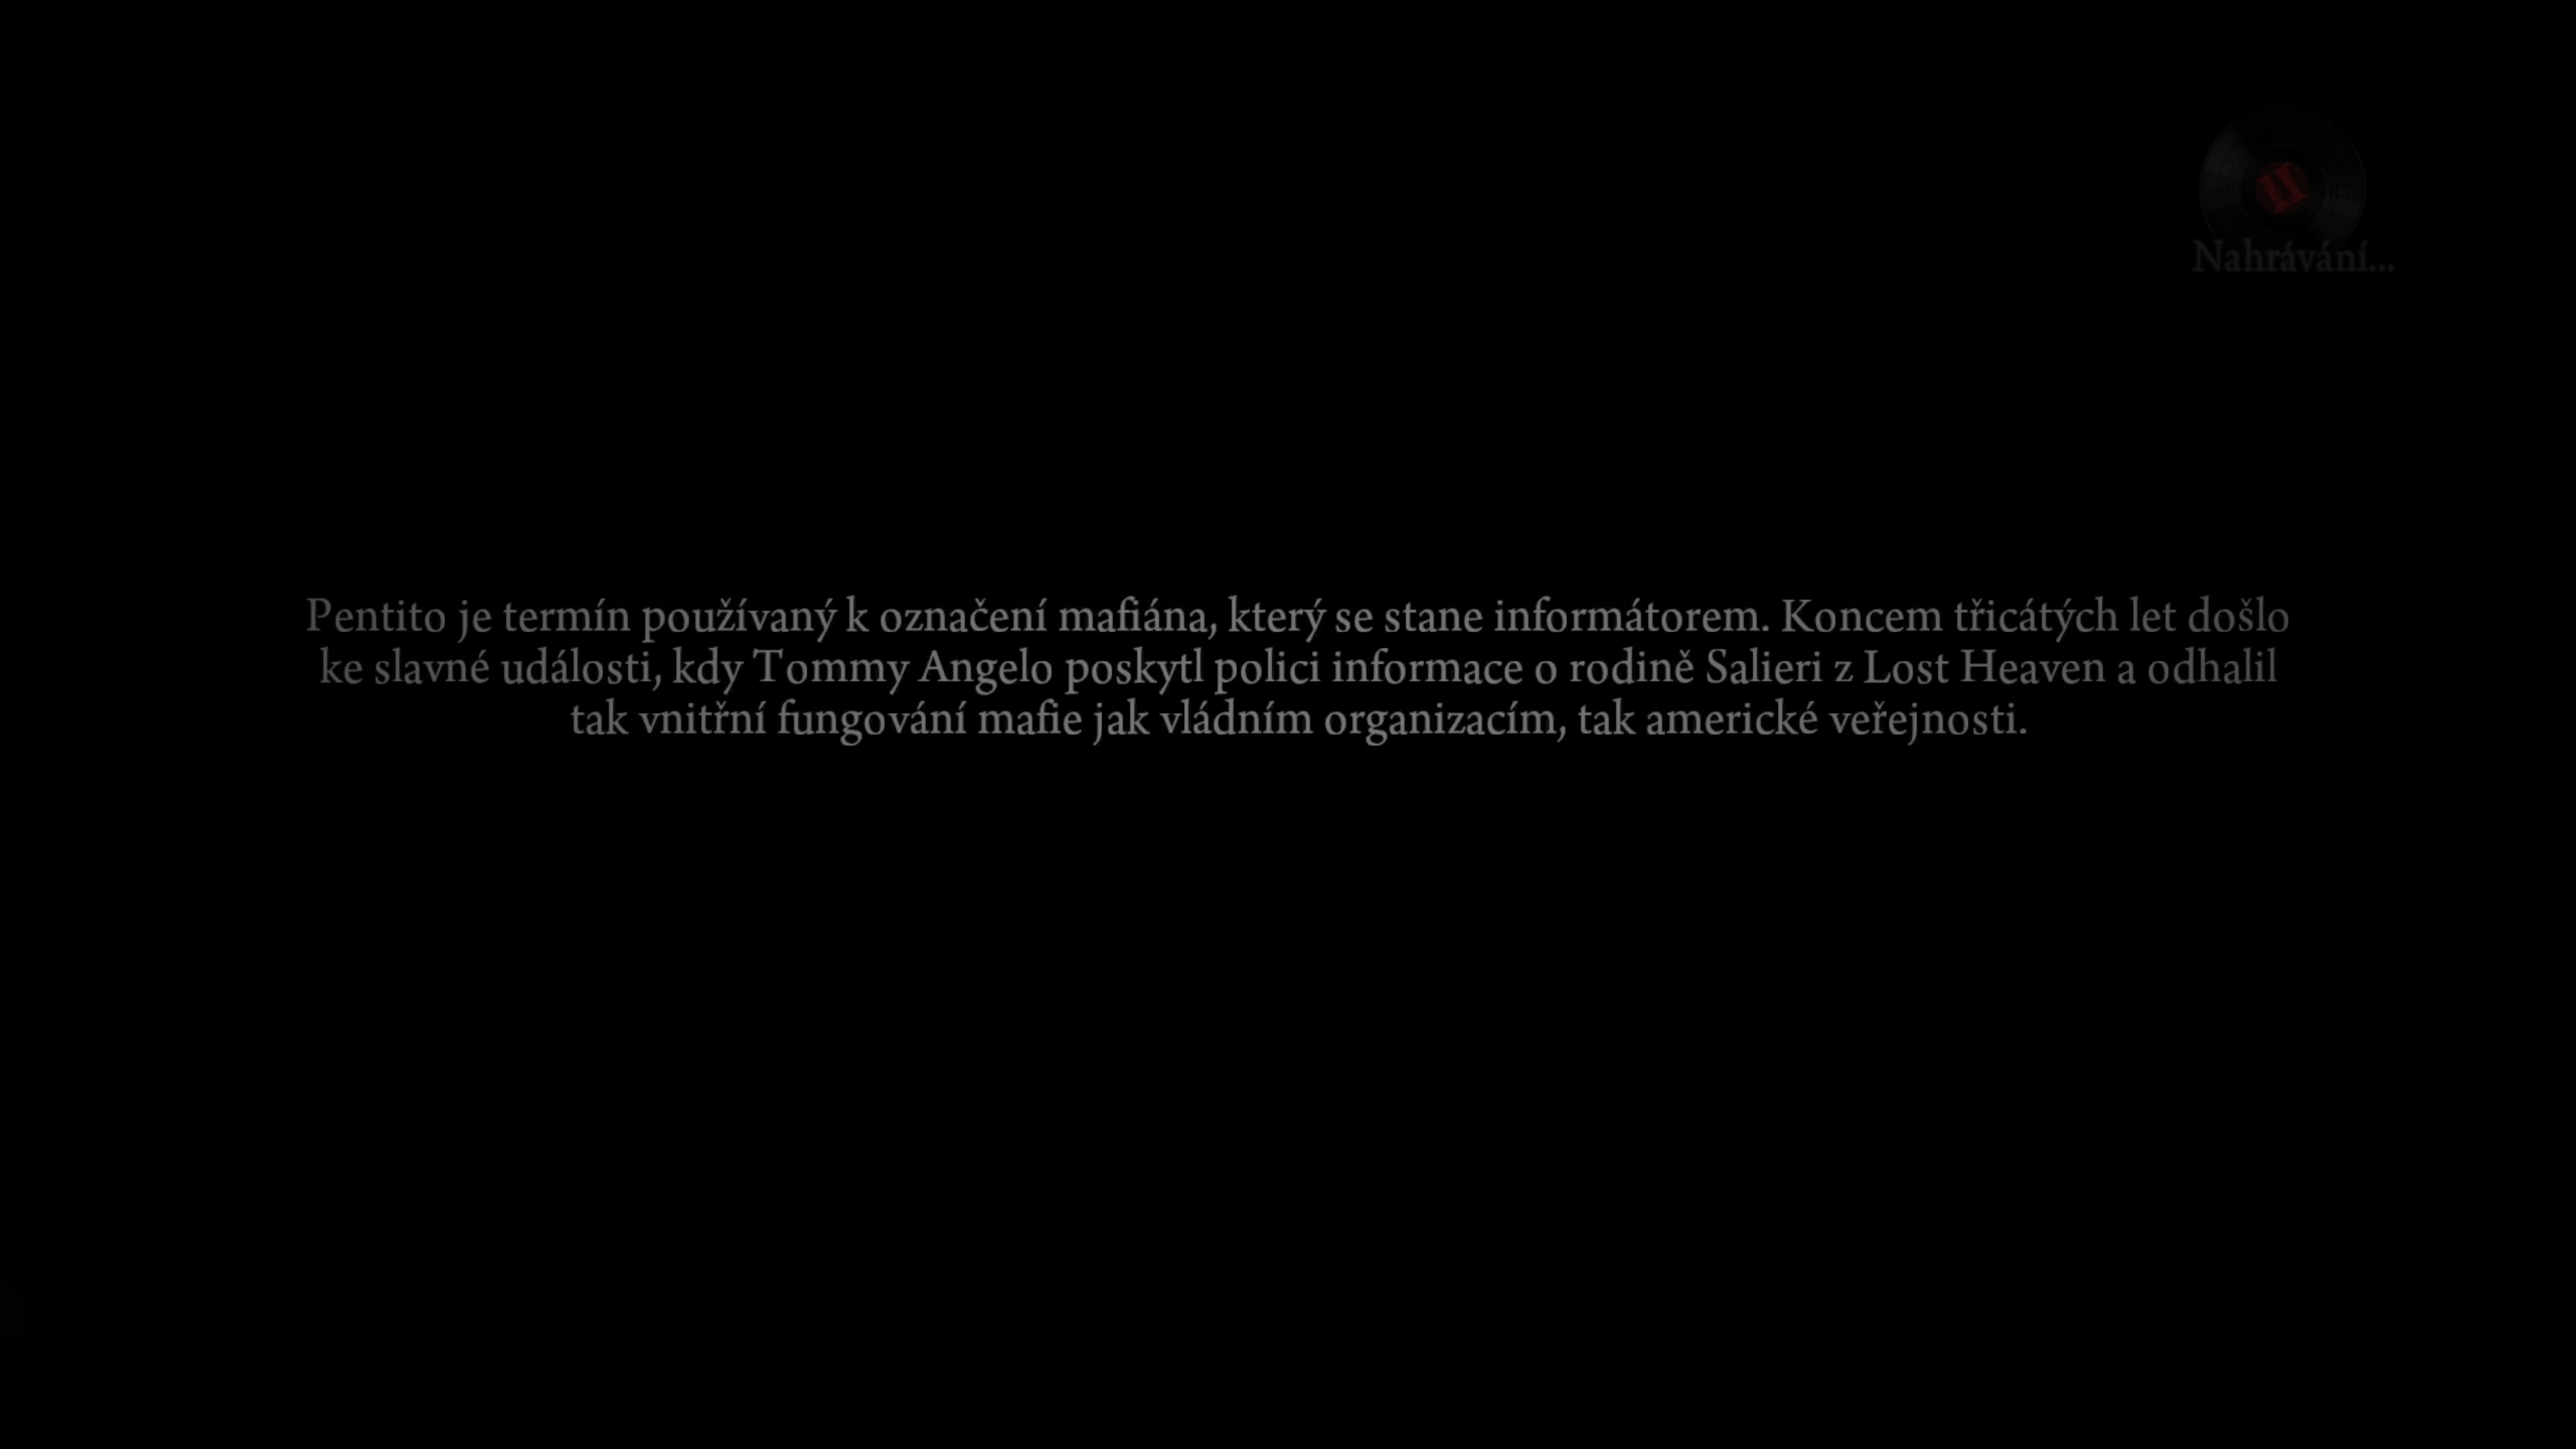 Nahrávání...
Pentito je termín používaný k označení mafiána, který se stane informátorem. Koncem třicátých let došlo
ke slavné události, kdy Tommy Angelo poskytl polici informace o rodině Salieri z Lost Heaven a odhalil
tak vnitřní fungování mafie jak vládním organizacím, tak americké veřejnosti.